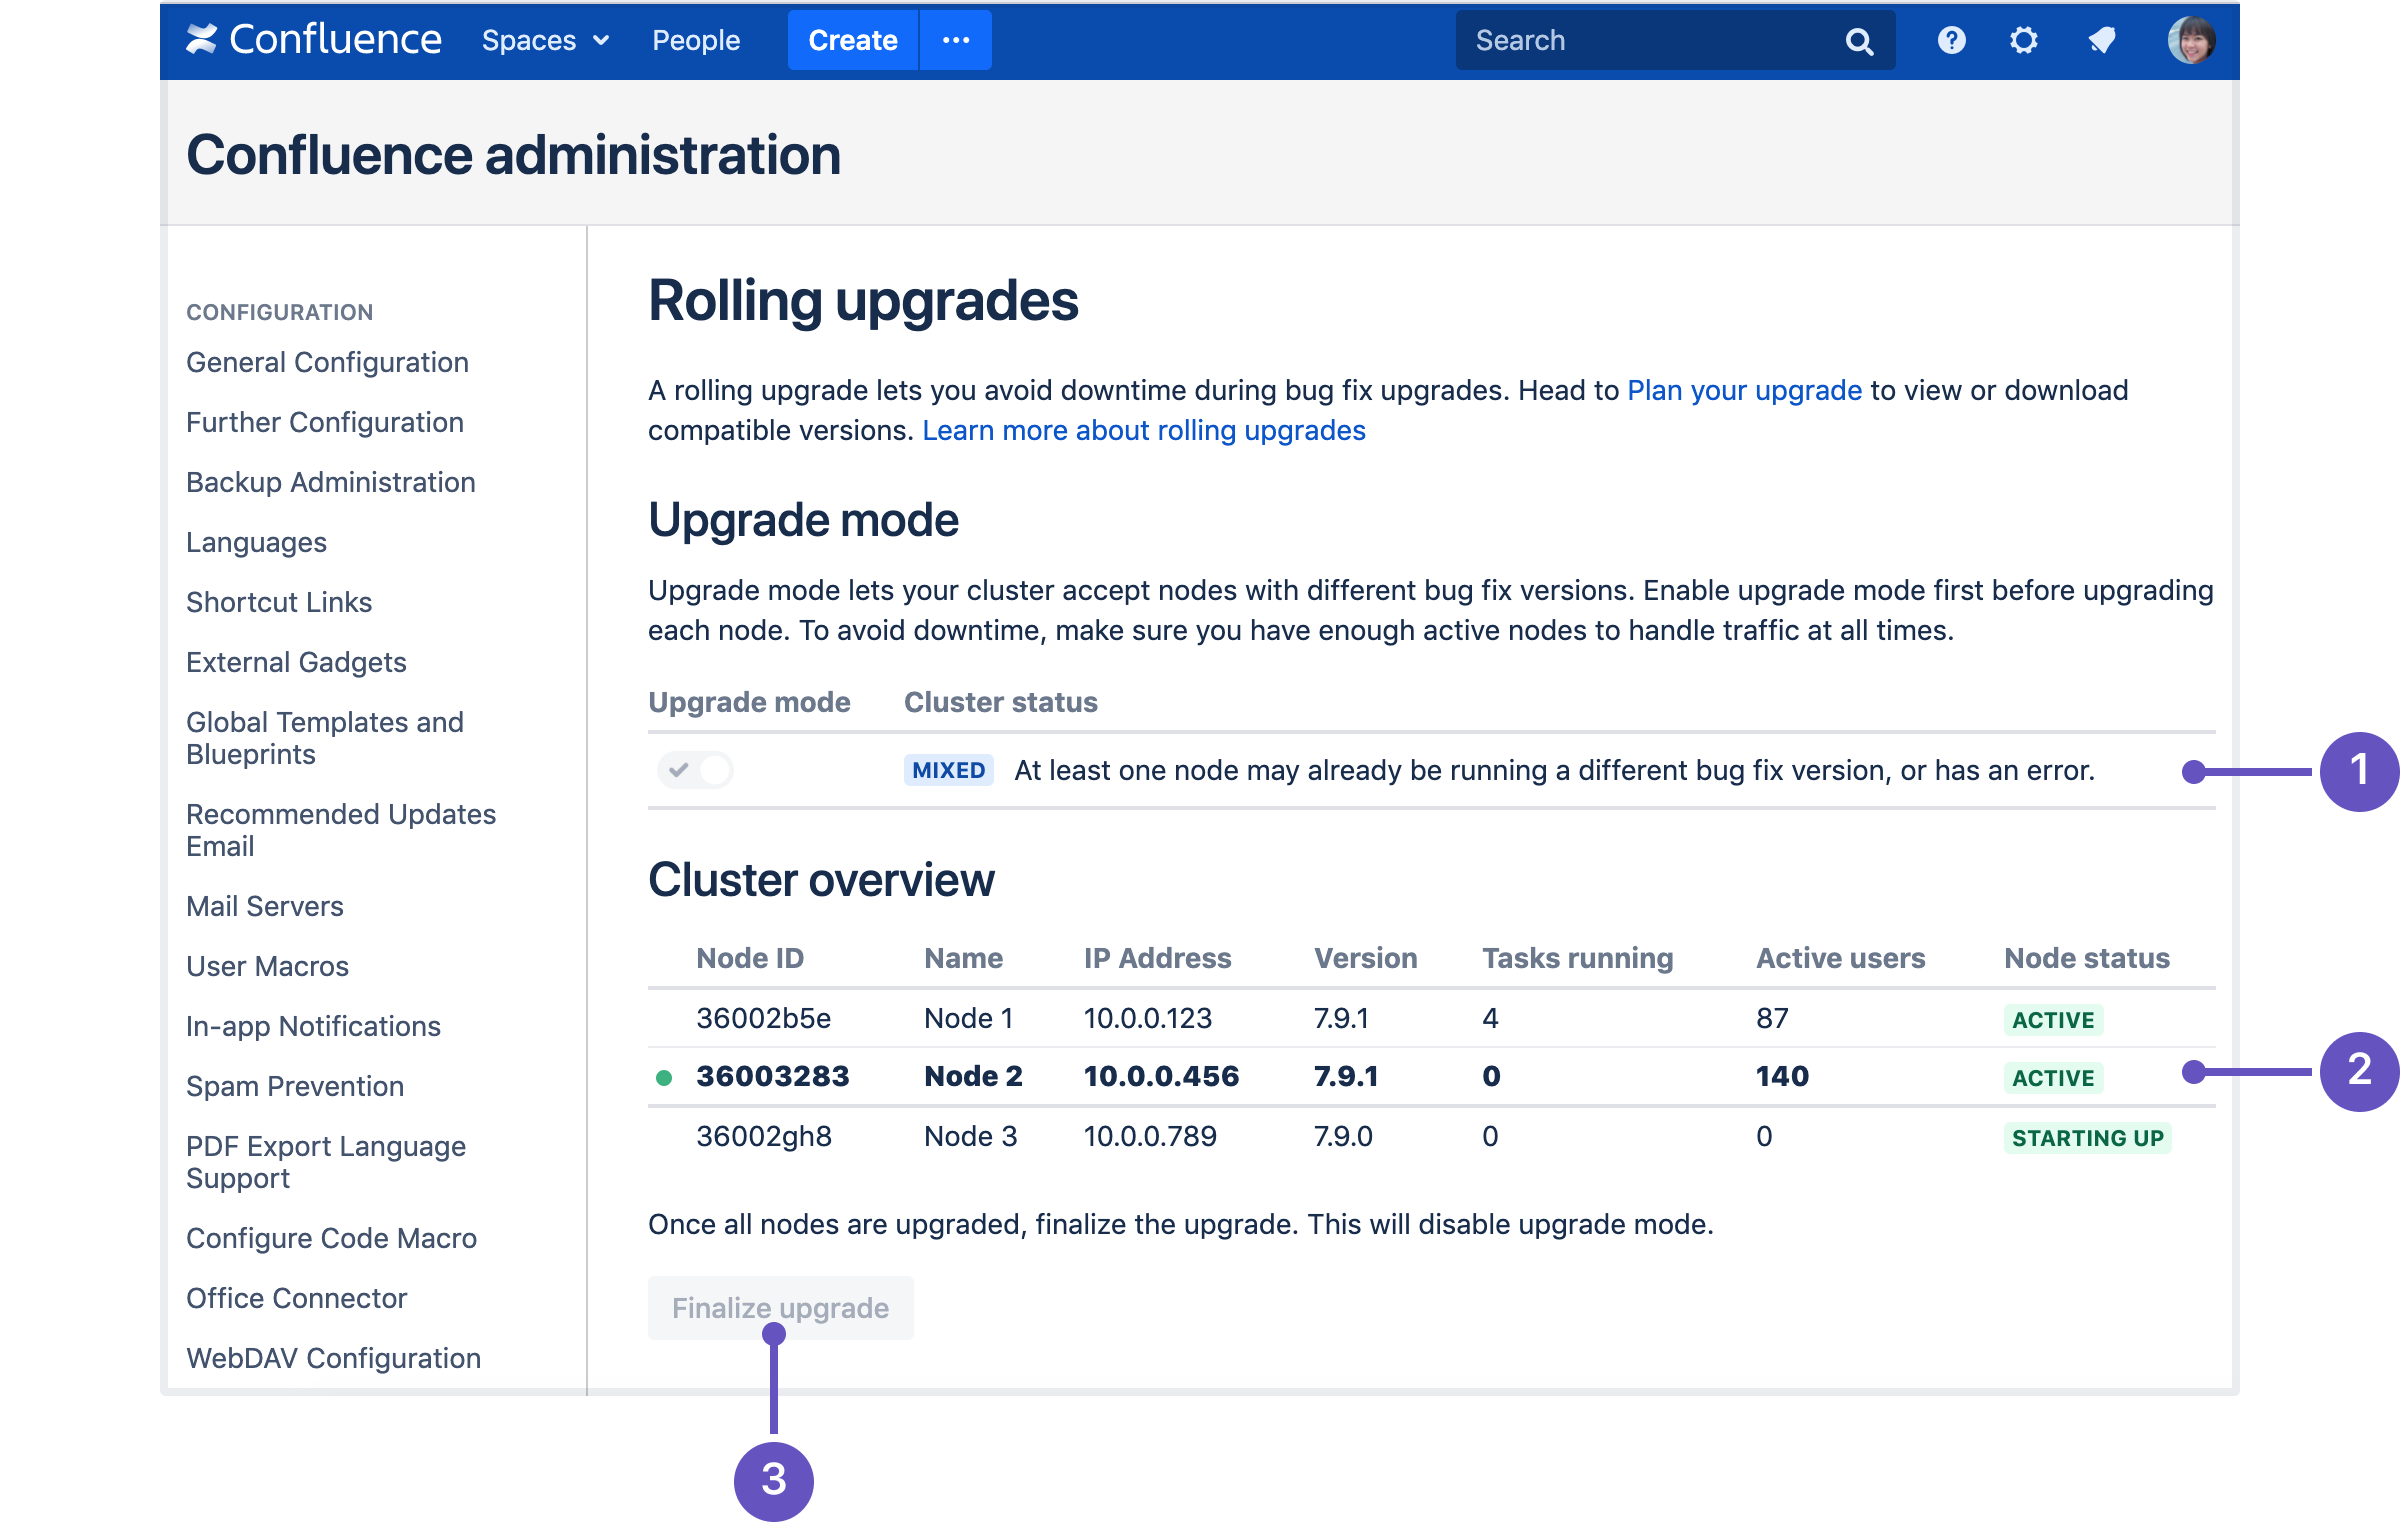 Confluence Spaces People Create Search
Confluence administration
CONFIGURATION
General Configuration
Further Configuration
Backup Administration
Languages
Shortcut Links
External Gadgets
Global Templates and
Blueprints
Recommended Updates
Email
Mail Servers
User Macros
In-app Notifications
Spam Prevention
PDF Export Language
Support
Configure Code Macro
Office Connector
WebDAV Configuration
Rolling upgrades
A rolling upgrade lets you avoid downtime during bug fix upgrades. Head to Plan your upgrade to view or download
compatible versions. Learn more about rolling upgrades
Upgrade mode
Upgrade mode lets your cluster accept nodes with different bug fix versions. Enable upgrade mode first before upgrading
each node. To avoid downtime, make sure you have enough active nodes to handle traffic at all times.
Upgrade mode Cluster status
MIXED At least one node may already be running a different bug fix version, or has an error.
1
Cluster overview
Node ID Name IP Address Version Tasks running Active users Node status
36002b5e Node 1 10.0.0.123 7.9.1 4 87 ACTIVE
36003283 Node 2 10.0.0.456 7.9.1 0 140 ACTIVE
2
36002gh8 Node 3 10.0.0.789 7.9.0 0 0 STARTING UP
Once all nodes are upgraded, finalize the upgrade. This will disable upgrade mode.
Finalize upgrade
3